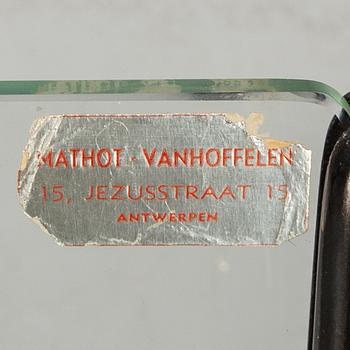 MATHOT - VANHOFFELEN
15, JEZUSSTRAAT 15
ANTWERPEN